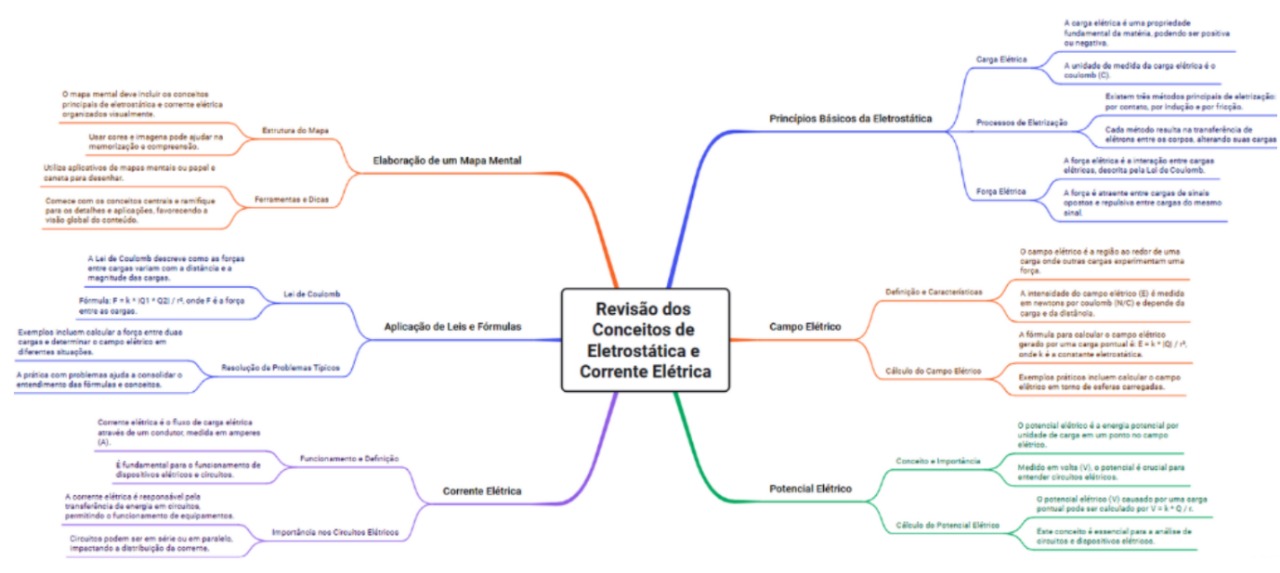 Revisão dos
Conceitos de
Eletrostática e
Corrente Elétrica
Princípios Básicos da Eletrostática
Carga Elétrica
A carga elétrica é uma propriedade
fundamental da matéria, podendo ser positiva
ou negativa.
A unidade de medida da carga elétrica é o
coulomb (C).
Processos de Eletrização
Existem três métodos principais de eletrização:
por contato, por indução e por fricção.
Cada método resulta na transferência de
elétrons entre os corpos, alterando suas cargas
Força Elétrica
A força elétrica é a interação entre cargas
elétricas, descrita pela Lei de Coulomb.
A força é atraente entre cargas de sinais
opostos e repulsiva entre cargas do mesmo
sinal.
Campo Elétrico
Definição e Características
O campo elétrico é a região ao redor de uma
carga onde outras cargas experimentam uma
força.
A intensidade do campo elétrico (E) é medida
em newtons por coulomb (N/C) e depende da
carga e da distância.
Cálculo do Campo Elétrico
A fórmula para calcular o campo elétrico
gerado por uma carga pontual é: E = k * |Q| / r²,
onde k é a constante eletrostática.
Exemplos práticos incluem calcular o campo
elétrico em torno de esferas carregadas.
Potencial Elétrico
Conceito e Importância
O potencial elétrico é a energia potencial por
unidade de carga em um ponto no campo
elétrico.
Medido em volts (V), o potencial é crucial para
entender circuitos elétricos.
Cálculo do Potencial Elétrico
O potencial elétrico (V) causado por uma carga
pontual pode ser calculado por V = k * Q / r.
Este conceito é essencial para a análise de
circuitos e dispositivos elétricos.
Elaboração de um Mapa Mental
Estrutura do Mapa
O mapa mental deve incluir os conceitos
principais de eletrostática e corrente elétrica
organizados visualmente.
Usar cores e imagens pode ajudar na
memorização e compreensão.
Ferramentas e Dicas
Utilize aplicativos de mapas mentais ou papel e
caneta para desenhar.
Comece com os conceitos centrais e ramifique
para os detalhes e aplicações, favorecendo a
visão global do conteúdo.
Aplicação de Leis e Fórmulas
Lei de Coulomb
A Lei de Coulomb descreve como as forças
entre cargas variam com a distância e a
magnitude das cargas.
Fórmula: F = k * |Q1 * Q2| / r², onde F é a força
entre as cargas.
Resolução de Problemas Típicos
Exemplos incluem calcular a força entre duas
cargas e determinar o campo elétrico em
diferentes situações.
A prática com problemas ajuda a consolidar o
entendimento das fórmulas e conceitos.
Corrente Elétrica
Funcionamento e Definição
Corrente elétrica é o fluxo de carga elétrica
através de um condutor, medida em amperes
(A).
É fundamental para o funcionamento de
dispositivos elétricos e circuitos.
Importância nos Circuitos Elétricos
A corrente elétrica é responsável pela
transferência de energia em circuitos,
permitindo o funcionamento de equipamentos.
Circuitos podem ser em série ou em paralelo,
impactando a distribuição da corrente.